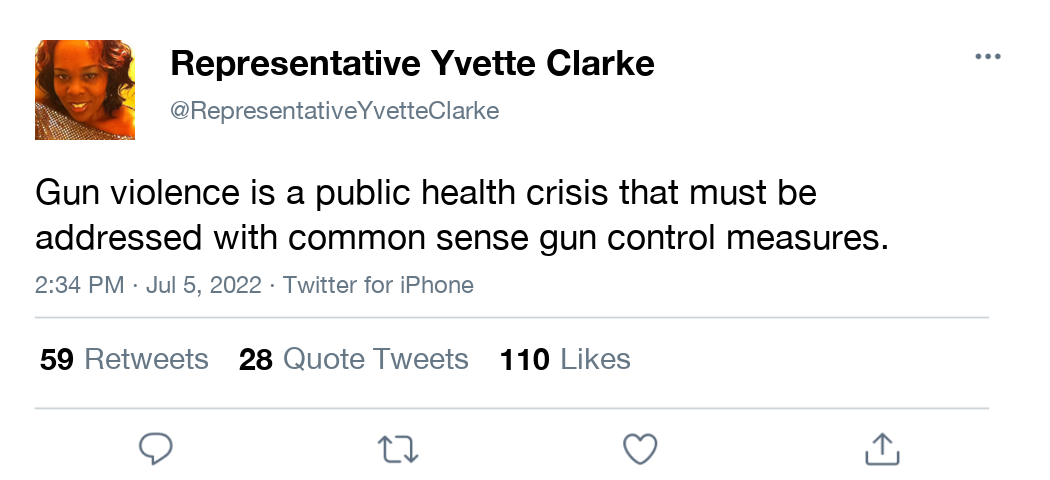 Representative Yvette Clarke
@RepresentativeYvetteClarke
Gun violence is a public health crisis that must be
addressed with common sense gun control measures.
2:34 PM · Jul 5, 2022 · Twitter for iPhone
59 Retweets 28 Quote Tweets 110 Likes